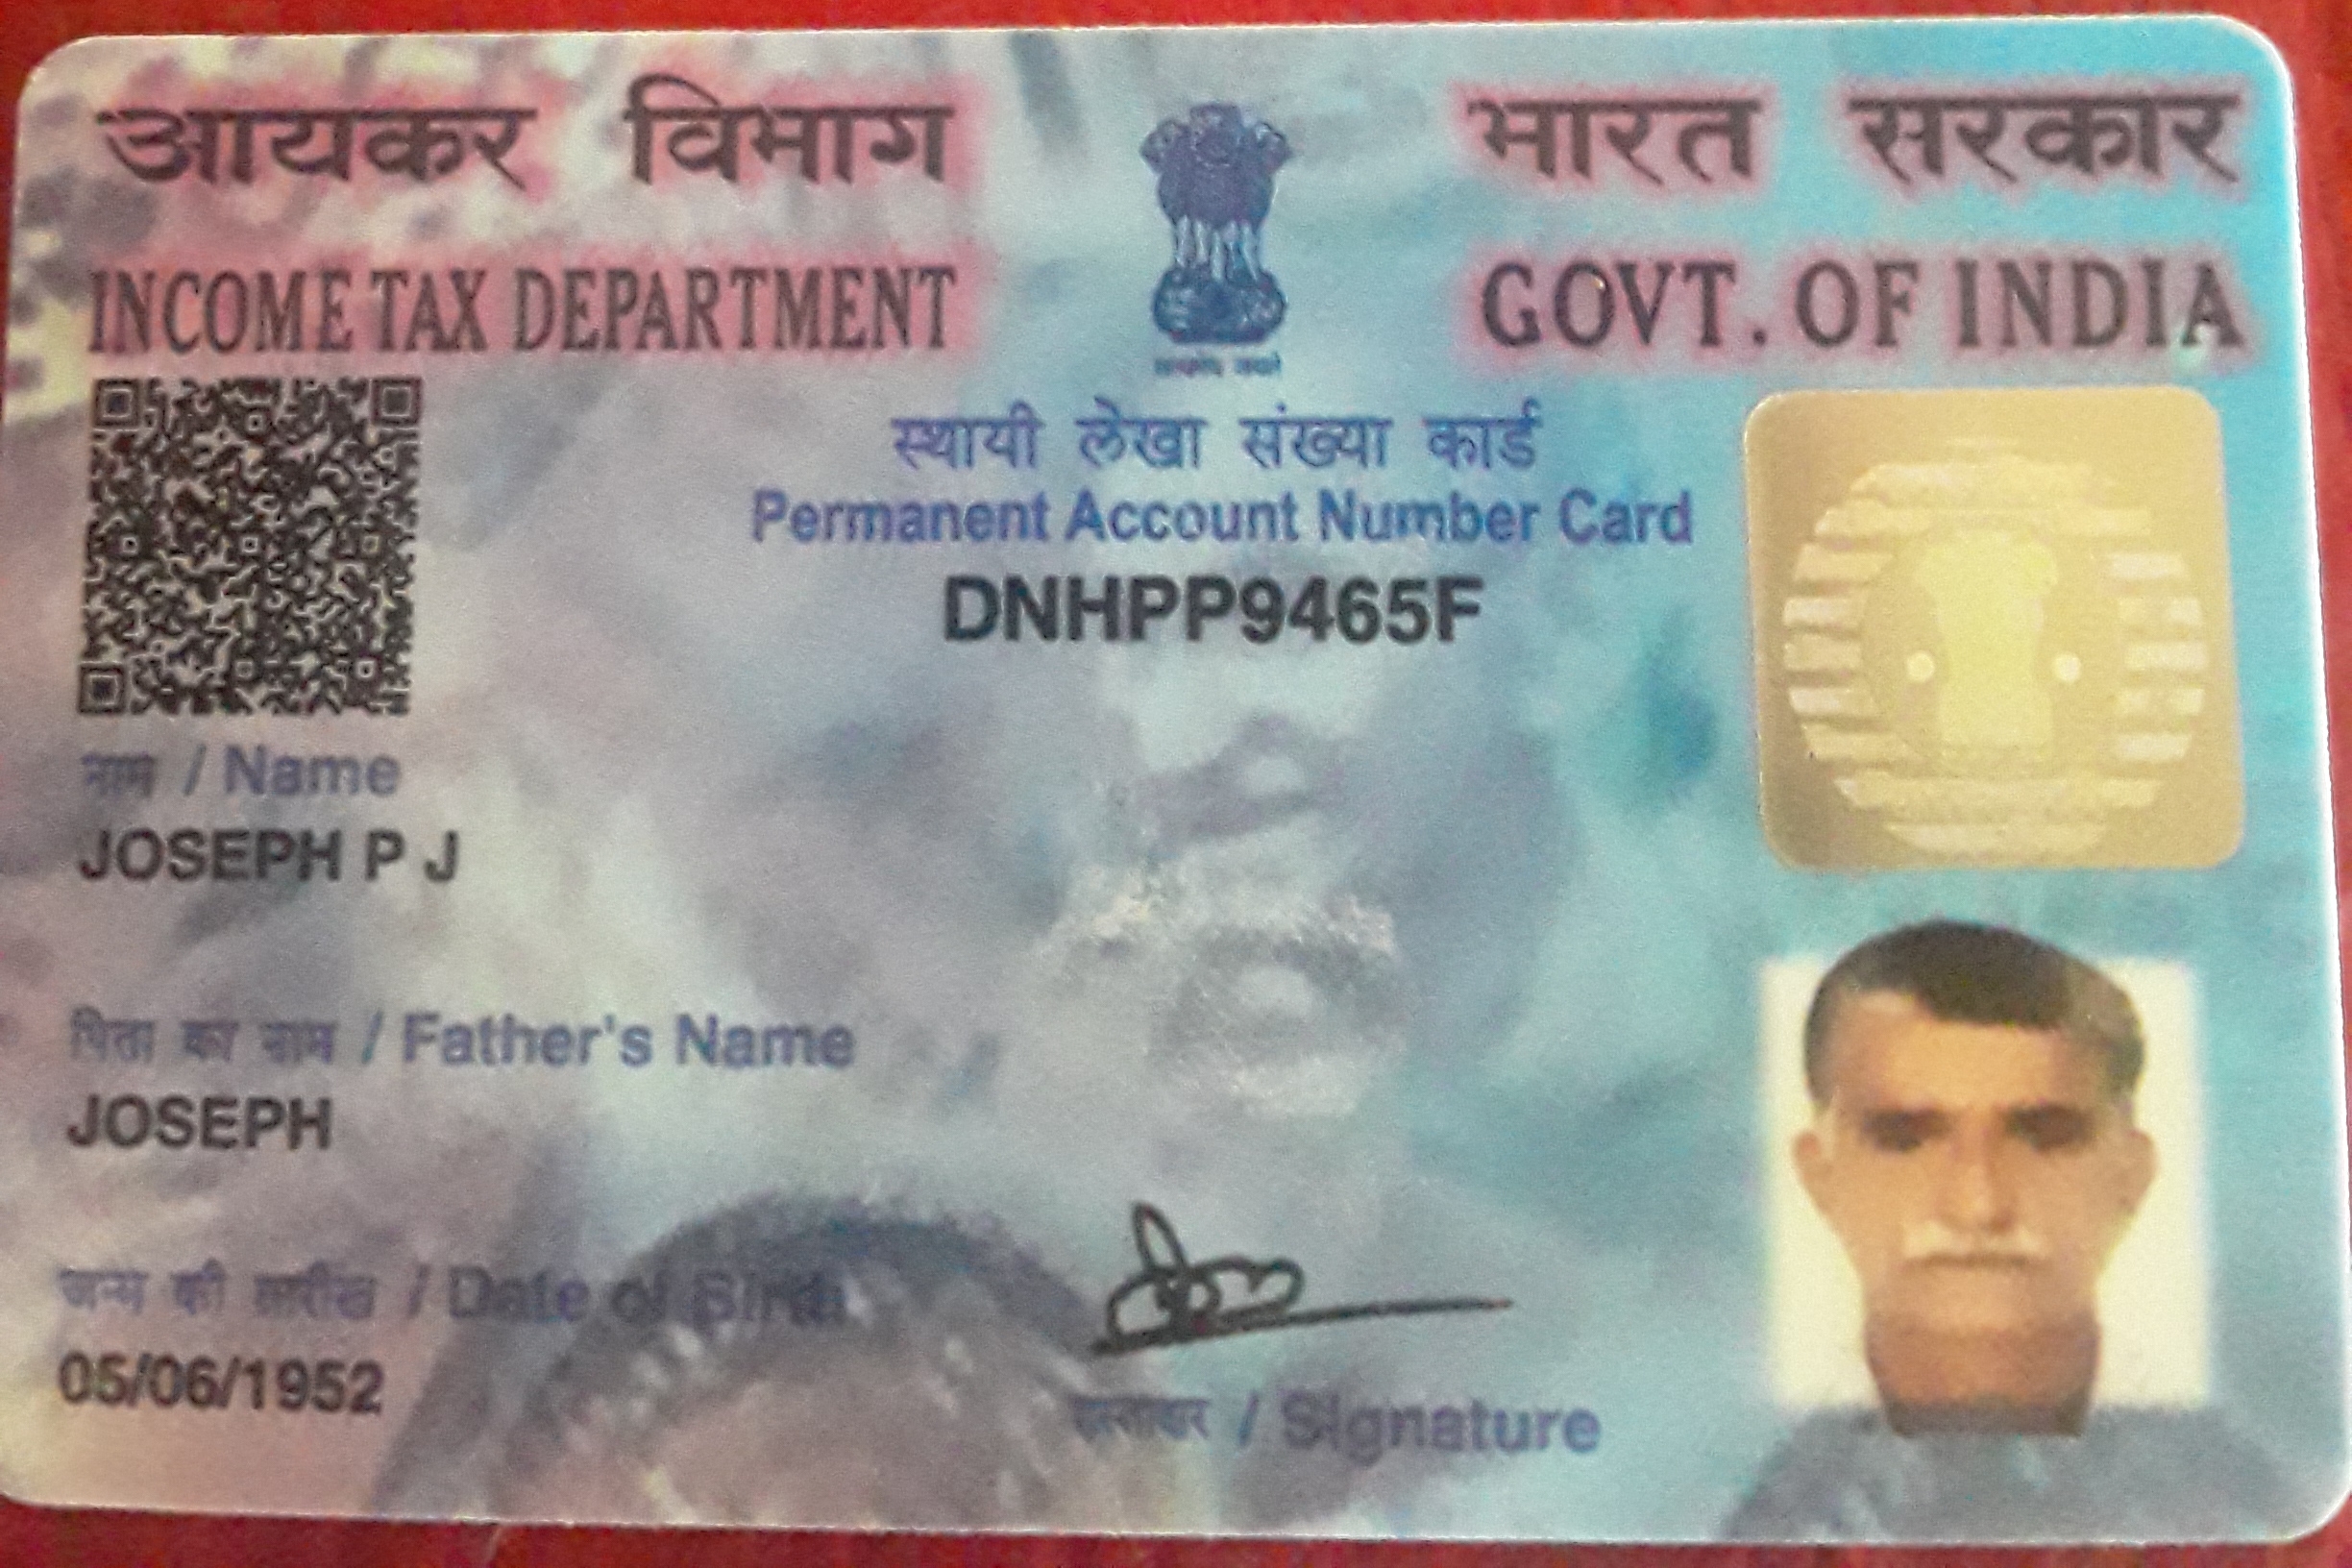 आयकर विभाग
INCOME TAX DEPARTMENT
भारत सरकार
GOVT. OF INDIA
सत्यमेव जयते
स्थायी लेखा संख्या कार्ड
Permanent Account Number Card
DNHPP9465F
नाम / Name
JOSEPH P J
पिता का नाम / Father's Name
JOSEPH
जन्म की तारीख / Date of Birth
05/06/1952
हस्ताक्षर / Signature